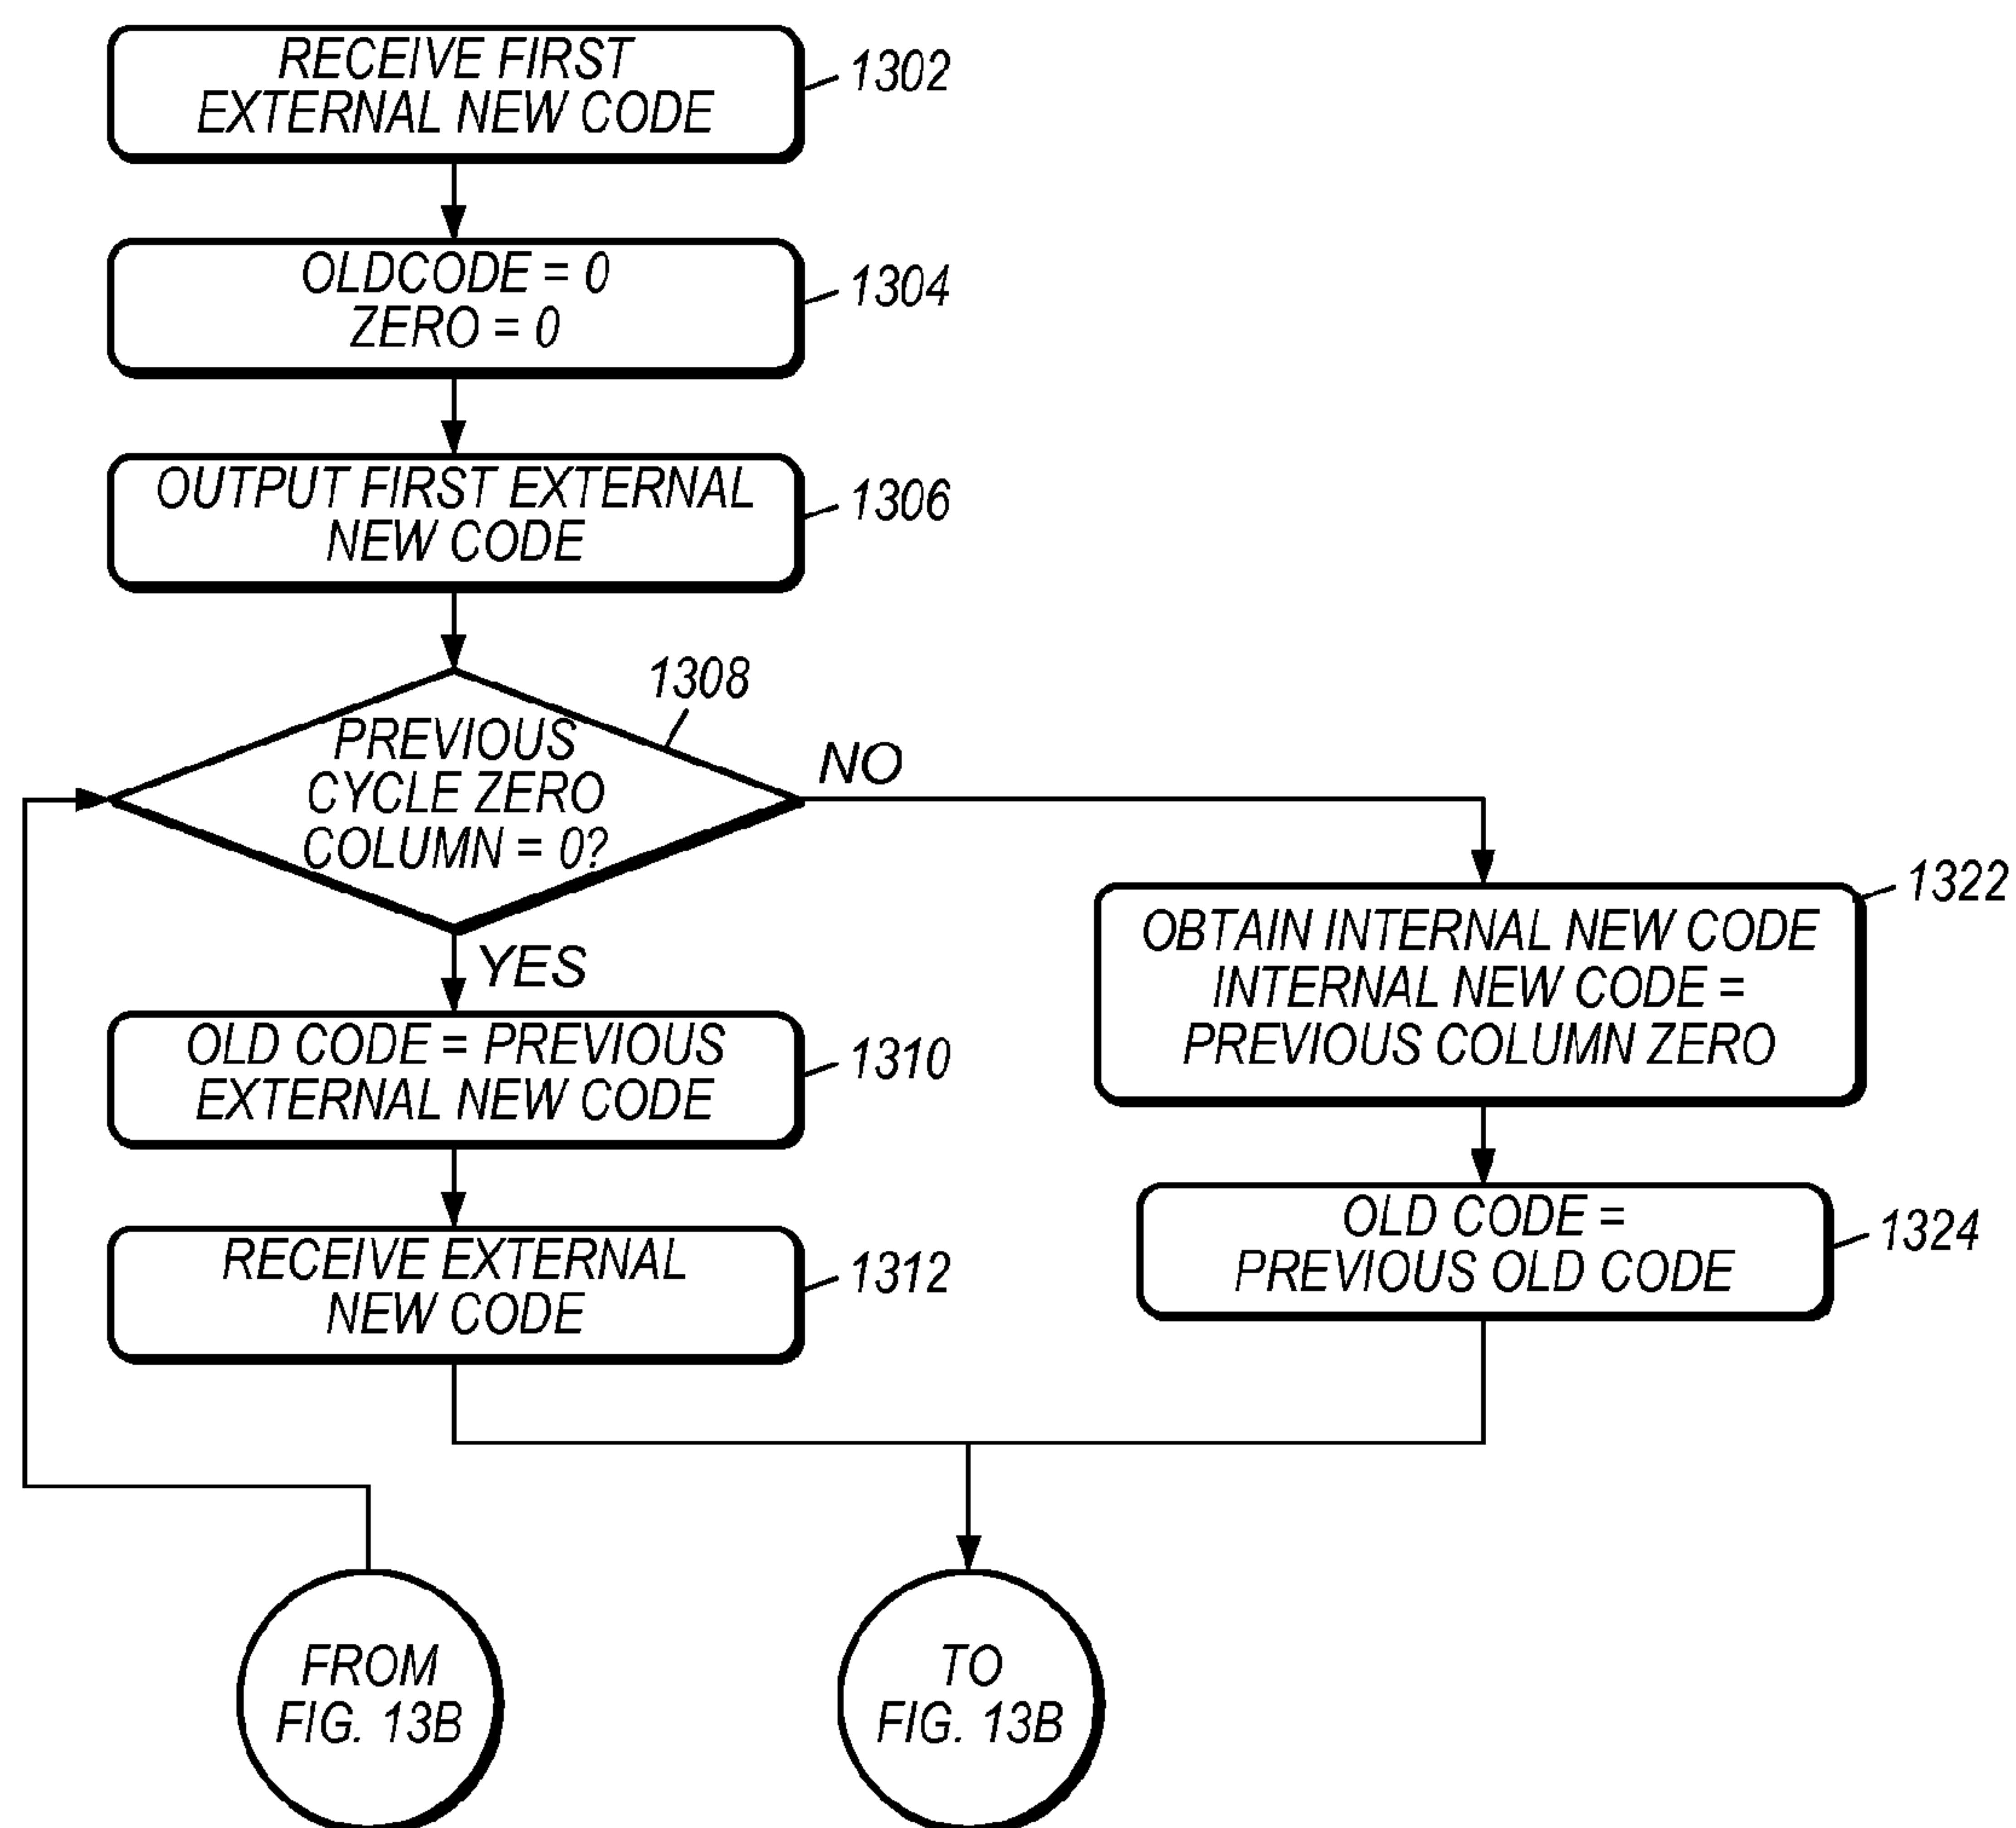 RECEIVE FIRST
EXTERNAL NEW CODE
1302
OLDCODE = 0
ZERO = 0
1304
OUTPUT FIRST EXTERNAL
NEW CODE
1306
1308
PREVIOUS
CYCLE ZERO
COLUMN = 0?
NO
YES
OLD CODE = PREVIOUS
EXTERNAL NEW CODE
1310
RECEIVE EXTERNAL
NEW CODE
1312
1322
OBTAIN INTERNAL NEW CODE
INTERNAL NEW CODE =
PREVIOUS COLUMN ZERO
OLD CODE =
PREVIOUS OLD CODE
1324
FROM
FIG. 13B
TO
FIG. 13B